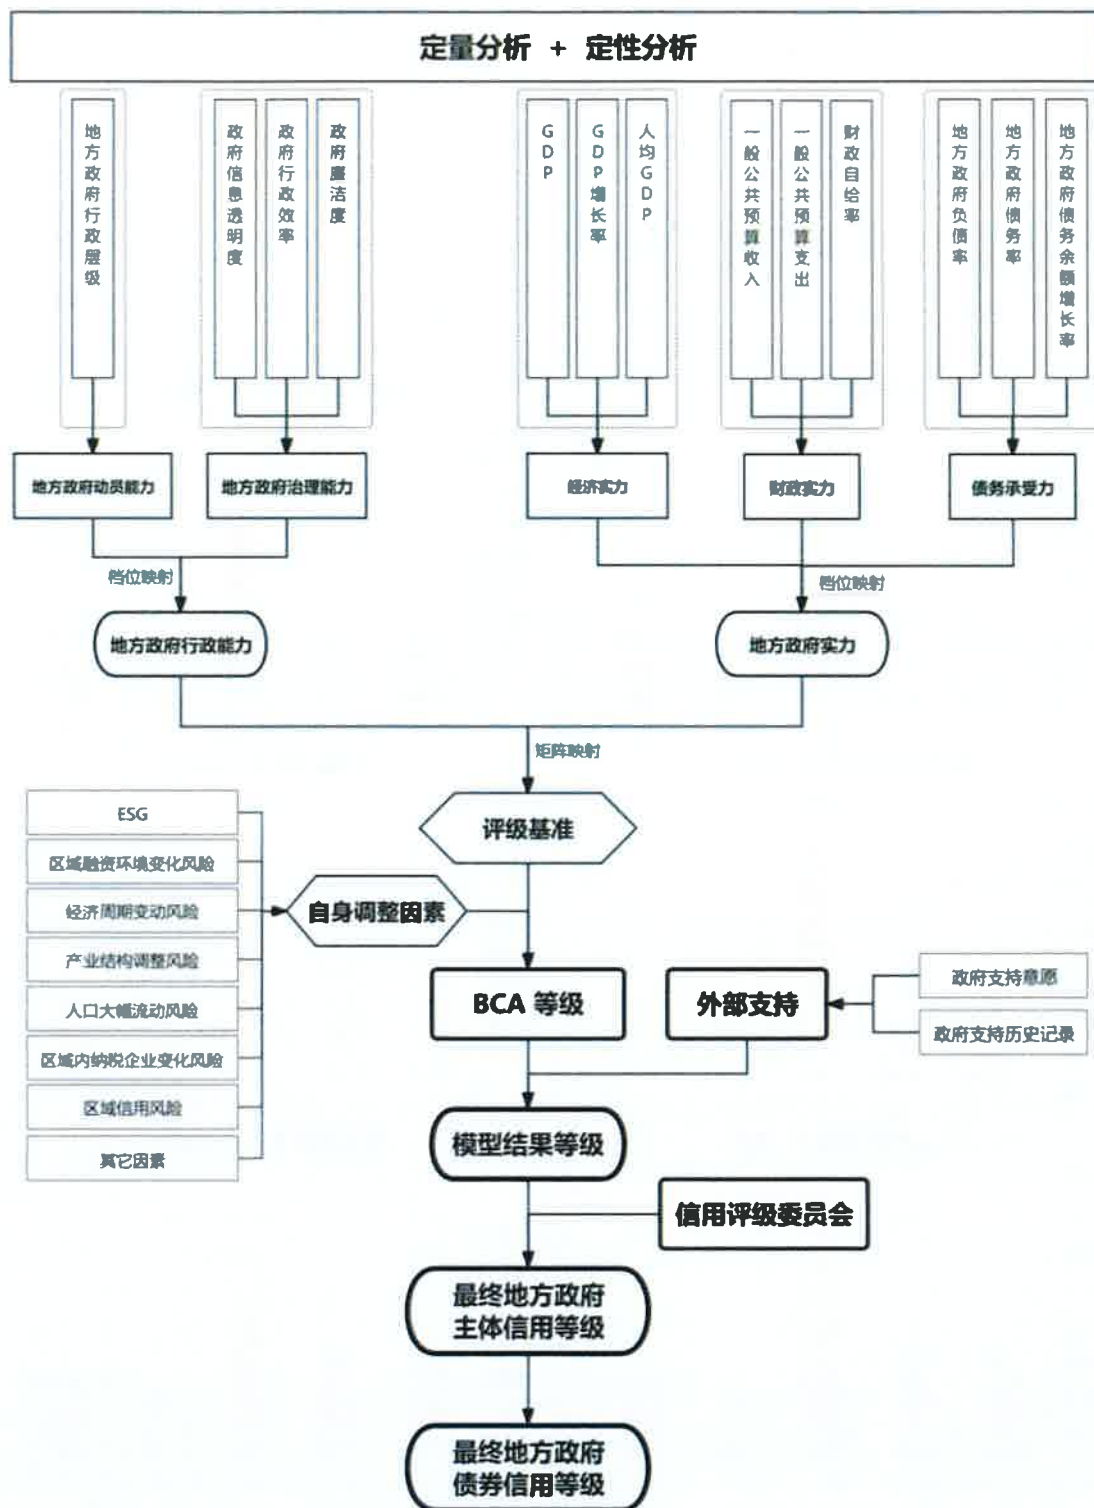 定量分析 + 定性分析
地方政府行政层级
政府信息透明度
政府行政效率
政府廉洁度
GDP
GDP增长率
人均GDP
一般公共预算收入
一般公共预算支出
财政自给率
地方政府负债率
地方政府债务率
地方政府债务余额增长率
地方政府动员能力
地方政府治理能力
经济实力
财政实力
债务承受力
档位映射
档位映射
地方政府行政能力
地方政府实力
矩阵映射
评级基准
ESG
区域融资环境变化风险
经济周期变动风险
产业结构调整风险
人口大幅流动风险
区域内纳税企业变化风险
区域信用风险
其它因素
自身调整因素
BCA 等级
外部支持
政府支持意愿
政府支持历史记录
模型结果等级
信用评级委员会
最终地方政府
主体信用等级
最终地方政府
债券信用等级